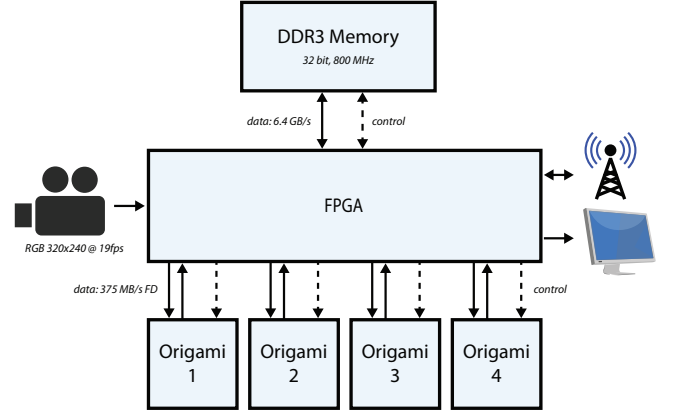 DDR3 Memory
32 bit, 800 MHz
data: 6.4 GB/s
control
FPGA
RGB 320x240 @ 19fps
data: 375 MB/s FD
control
Origami
1
Origami
2
Origami
3
Origami
4